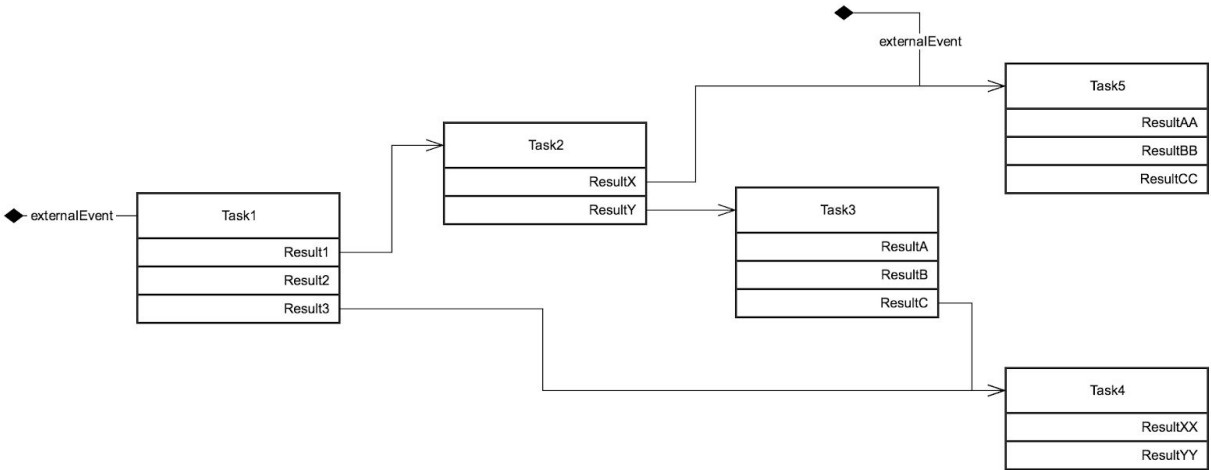 externalEvent
Task5
ResultAA
ResultBB
ResultCC
Task2
ResultX
ResultY
externalEvent
Task1
Result1
Result2
Result3
Task3
ResultA
ResultB
ResultC
Task4
ResultXX
ResultYY